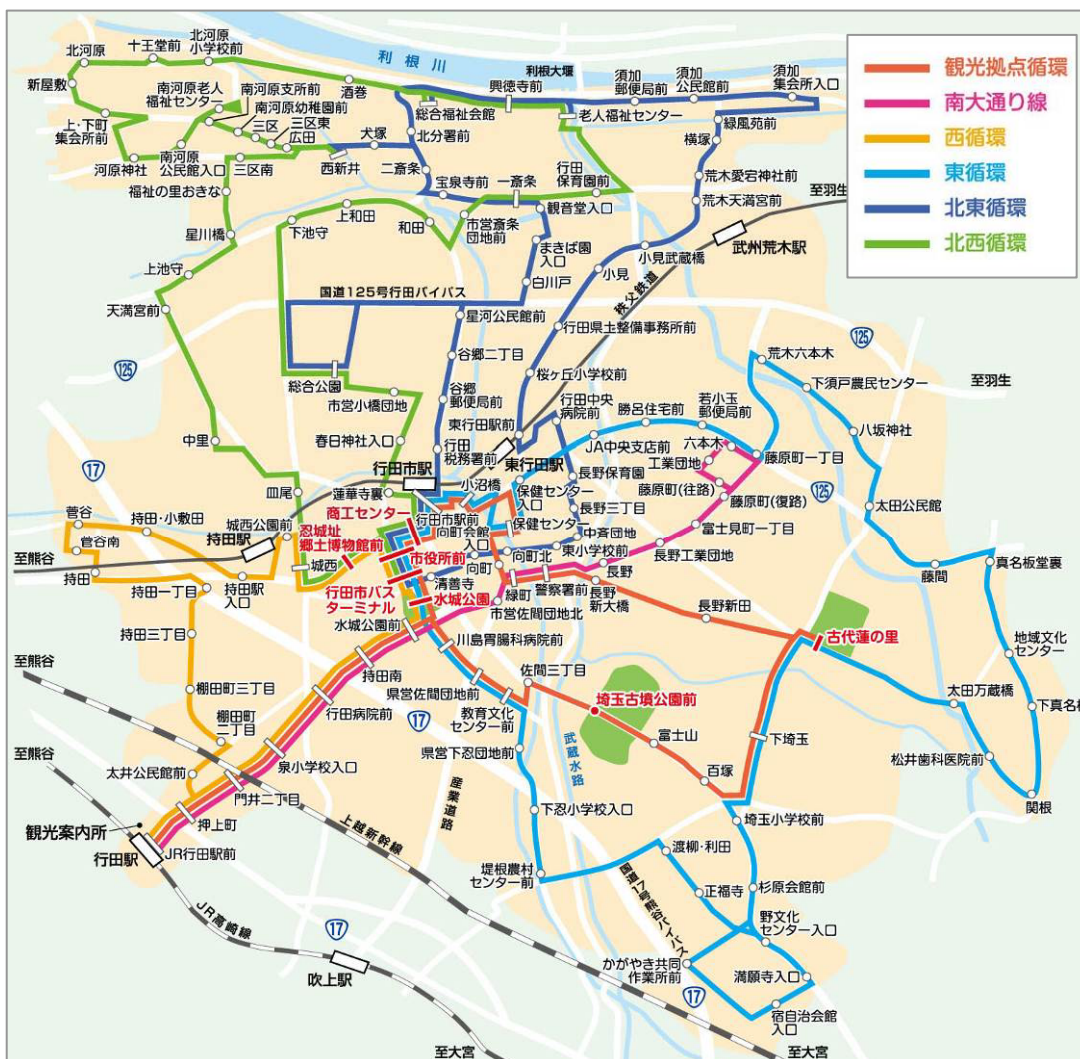 観光拠点循環
南大通り線
西循環
東循環
北東循環
北西循環
利根川
利根大堰
北河原
十王堂前
北河原
小学校前
新屋敷
南河原老人
福祉センター
南河原支所前
南河原幼稚園前
三区
三区東
広田
上・下町
集会所前
河原神社
南河原
公民館入口
三区南
西新井
犬塚
酒巻
総合福祉会館
北分署前
興徳寺前
老人福祉センター
須加
郵便局前
須加
公民館前
須加
集会所入口
緑風苑前
横塚
荒木愛宕神社前
荒木天満宮前
至羽生
武州荒木駅
秩父鉄道
小見武蔵橋
小見
福祉の里おきな
星川橋
上池守
天満宮前
下池守
上和田
和田
市営斎条
団地前
二斎条
宝泉寺前
一斎条
行田
保育園前
観音堂入口
まきば園
入口
白川戸
国道125号行田バイパス
星河公民館前
行田県土整備事務所前
谷郷二丁目
谷郷
郵便局前
桜ヶ丘小学校前
総合公園
市営小橋団地
春日神社入口
行田
税務署前
東行田駅前
行田中央
病院前
125
125
125
至羽生
荒木六本木
下須戸農民センター
八坂神社
太田公民館
藤間
真名板堂裏
地域文化
センター
下真名板
関根
松井歯科医院前
太田万蔵橋
若小玉
郵便局前
勝呂住宅前
JA中央支店前
六本木
工業団地
藤原町一丁目
藤原町(往路)
藤原町(復路)
富士見町一丁目
長野工業団地
東行田駅
行田市駅
小沼橋
保健センター
入口
保健センター
長野保育園
長野三丁目
中斉団地
東小学校前
中里
皿尾
蓮華寺裏
商工センター
行田市駅前
向町会館
入口
忍城址
郷土博物館前
市役所前
行田市バス
ターミナル
水城公園
清善寺
向町
向町北
緑町
警察署前
長野
長野
新大橋
長野新田
古代蓮の里
市営佐間団地北
17
菅谷
菅谷南
持田・小敷田
城西公園前
持田駅
至熊谷
持田
持田一丁目
持田駅
入口
城西
水城公園前
持田三丁目
棚田町三丁目
棚田町
二丁目
太井公民館前
至熊谷
至熊谷
持田南
行田病院前
泉小学校入口
門井二丁目
押上町
観光案内所
行田駅
JR行田駅前
川島胃腸科病院前
佐間三丁目
県営佐間団地前
教育文化
センター前
17
県営下忍団地前
産業道路
武蔵水路
埼玉古墳公園前
富士山
百塚
下埼玉
埼玉小学校前
下忍小学校入口
堤根農村
センター前
渡柳・利田
正福寺
杉原会館前
野文化
センター入口
満願寺入口
宿自治会館
入口
かがやき共同
作業所前
国道17号熊谷バイパス
上越新幹線
JR高崎線
17
吹上駅
17
至大宮
至大宮